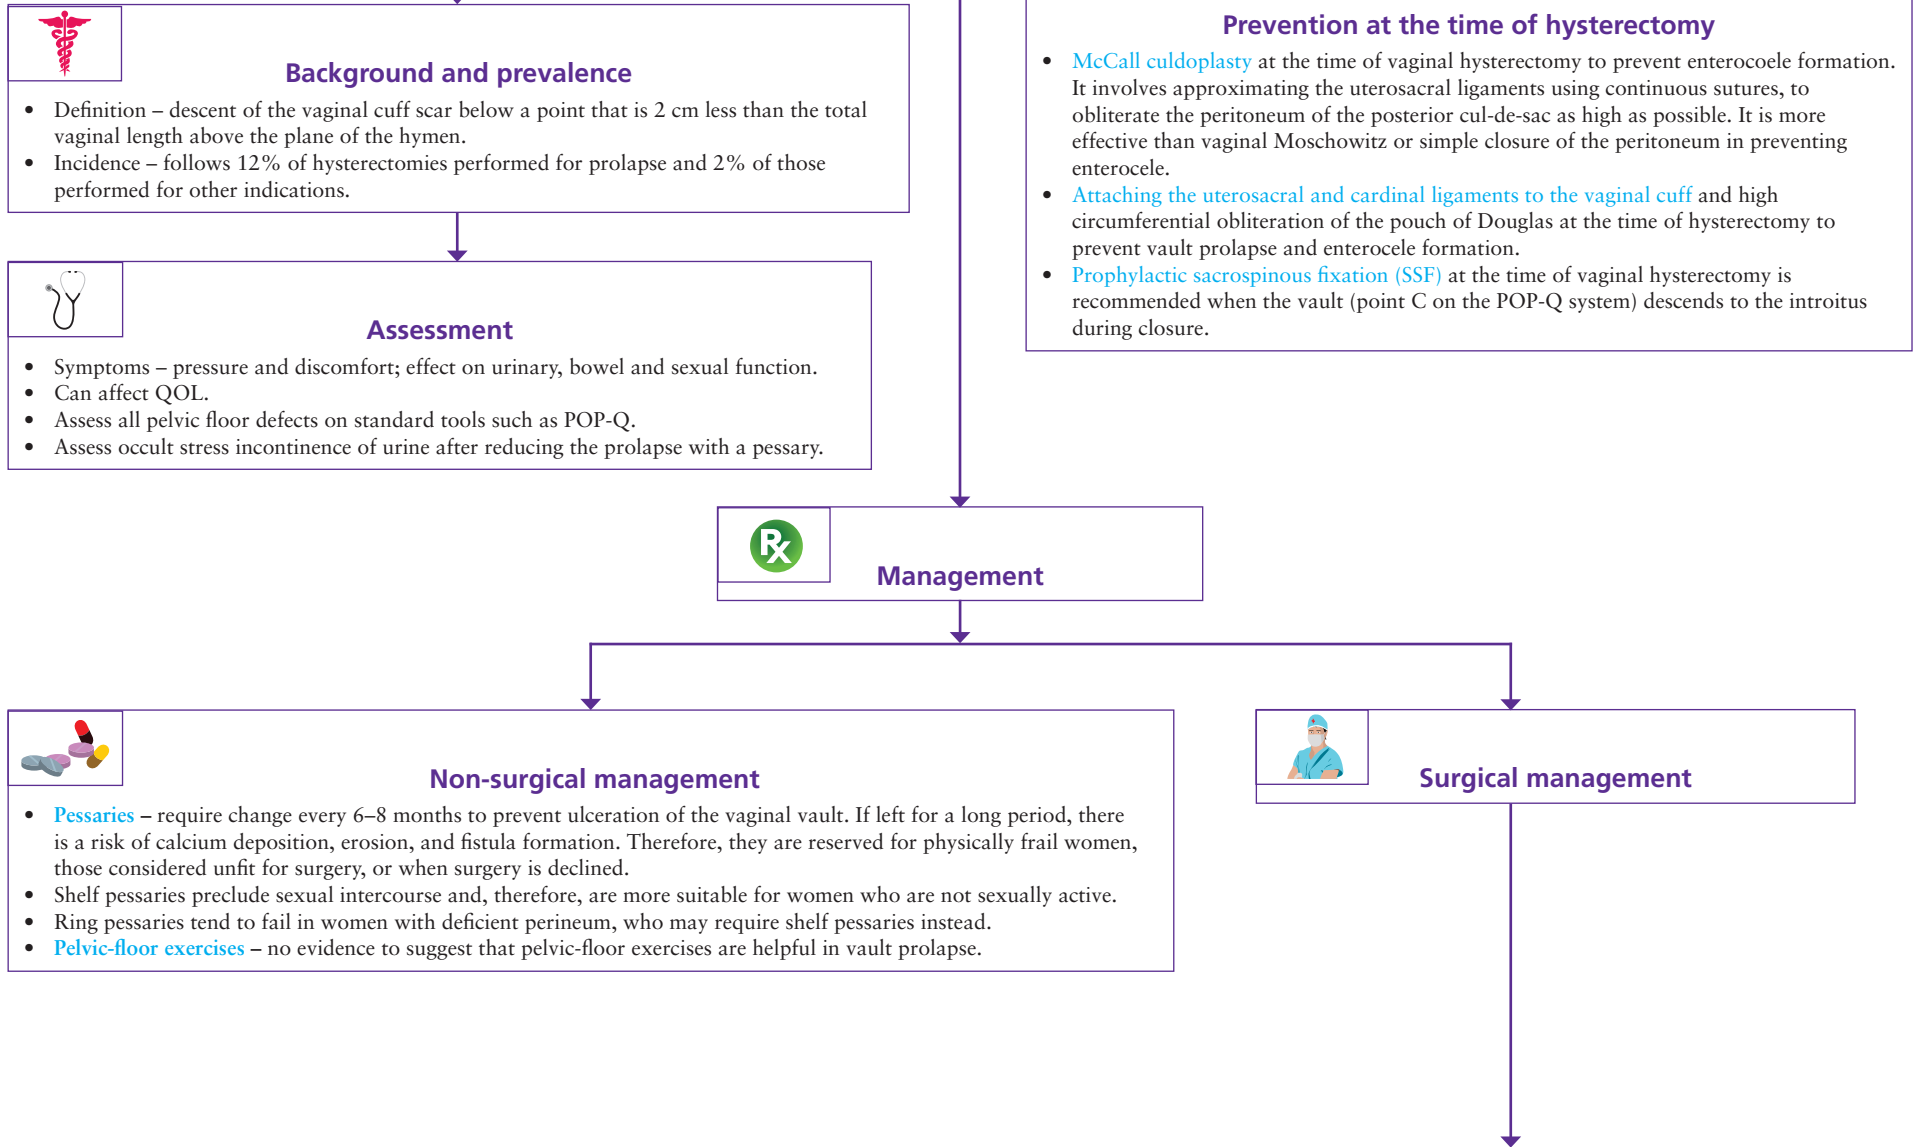 Background and prevalence
• Definition – descent of the vaginal cuff scar below a point that is 2 cm less than the total
vaginal length above the plane of the hymen.
• Incidence – follows 12% of hysterectomies performed for prolapse and 2% of those
performed for other indications.
Prevention at the time of hysterectomy
• McCall culdoplasty at the time of vaginal hysterectomy to prevent enterocoele formation.
It involves approximating the uterosacral ligaments using continuous sutures, to
obliterate the peritoneum of the posterior cul-de-sac as high as possible. It is more
effective than vaginal Moschowitz or simple closure of the peritoneum in preventing
enterocele.
• Attaching the uterosacral and cardinal ligaments to the vaginal cuff and high
circumferential obliteration of the pouch of Douglas at the time of hysterectomy to
prevent vault prolapse and enterocele formation.
• Prophylactic sacrospinous fixation (SSF) at the time of vaginal hysterectomy is
recommended when the vault (point C on the POP-Q system) descends to the introitus
during closure.
Assessment
• Symptoms – pressure and discomfort; effect on urinary, bowel and sexual function.
• Can affect QOL.
• Assess all pelvic floor defects on standard tools such as POP-Q.
• Assess occult stress incontinence of urine after reducing the prolapse with a pessary.
Rx
Management
Non-surgical management
• Pessaries – require change every 6–8 months to prevent ulceration of the vaginal vault. If left for a long period, there
is a risk of calcium deposition, erosion, and fistula formation. Therefore, they are reserved for physically frail women,
those considered unfit for surgery, or when surgery is declined.
• Shelf pessaries preclude sexual intercourse and, therefore, are more suitable for women who are not sexually active.
• Ring pessaries tend to fail in women with deficient perineum, who may require shelf pessaries instead.
• Pelvic-floor exercises – no evidence to suggest that pelvic-floor exercises are helpful in vault prolapse.
Surgical management